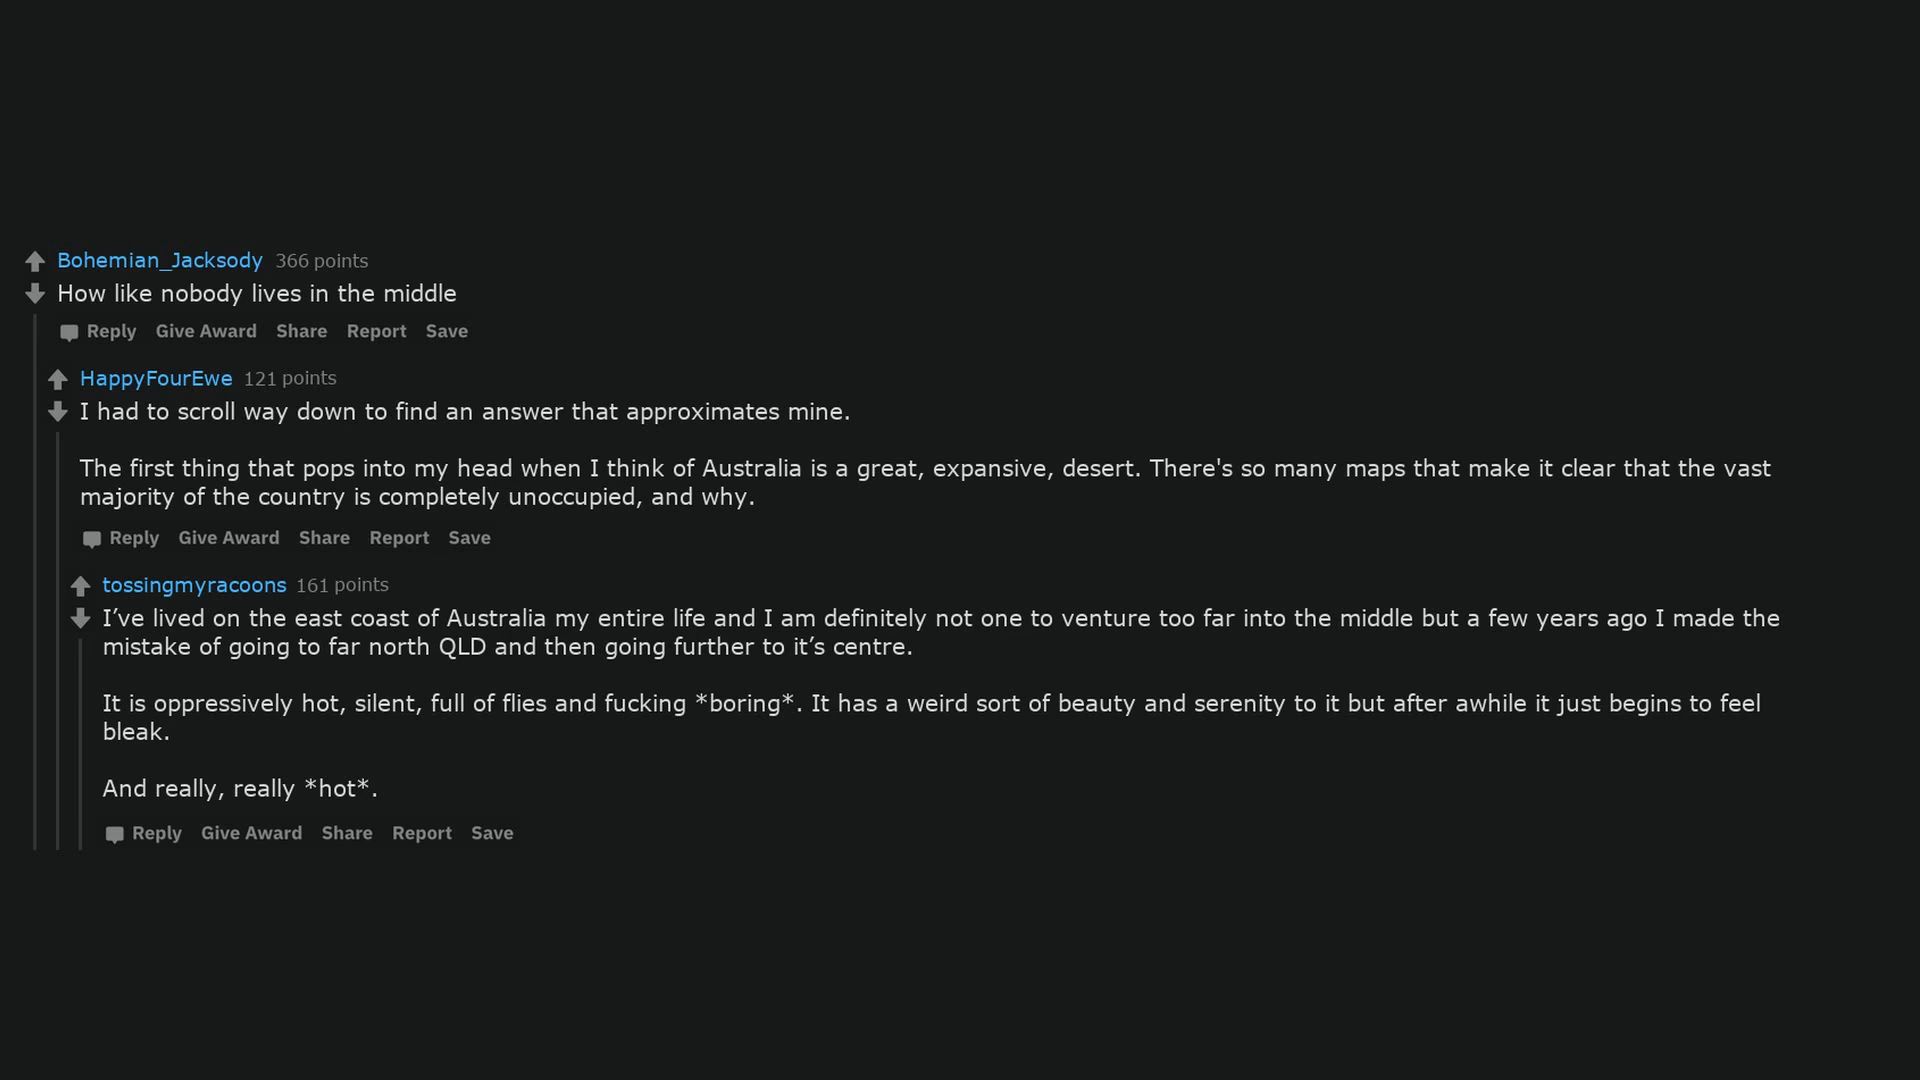 Bohemian_Jacksody 366 points
How like nobody lives in the middle
Reply Give Award Share Report Save
HappyFourEwe 121 points
I had to scroll way down to find an answer that approximates mine.
The first thing that pops into my head when I think of Australia is a great, expansive, desert. There's so many maps that make it clear that the vast
majority of the country is completely unoccupied, and why.
Reply Give Award Share Report Save
tossingmyracoons 161 points
I’ve lived on the east coast of Australia my entire life and I am definitely not one to venture too far into the middle but a few years ago I made the
mistake of going to far north QLD and then going further to it’s centre.
It is oppressively hot, silent, full of flies and fucking *boring*. It has a weird sort of beauty and serenity to it but after awhile it just begins to feel
bleak.
And really, really *hot*.
Reply Give Award Share Report Save